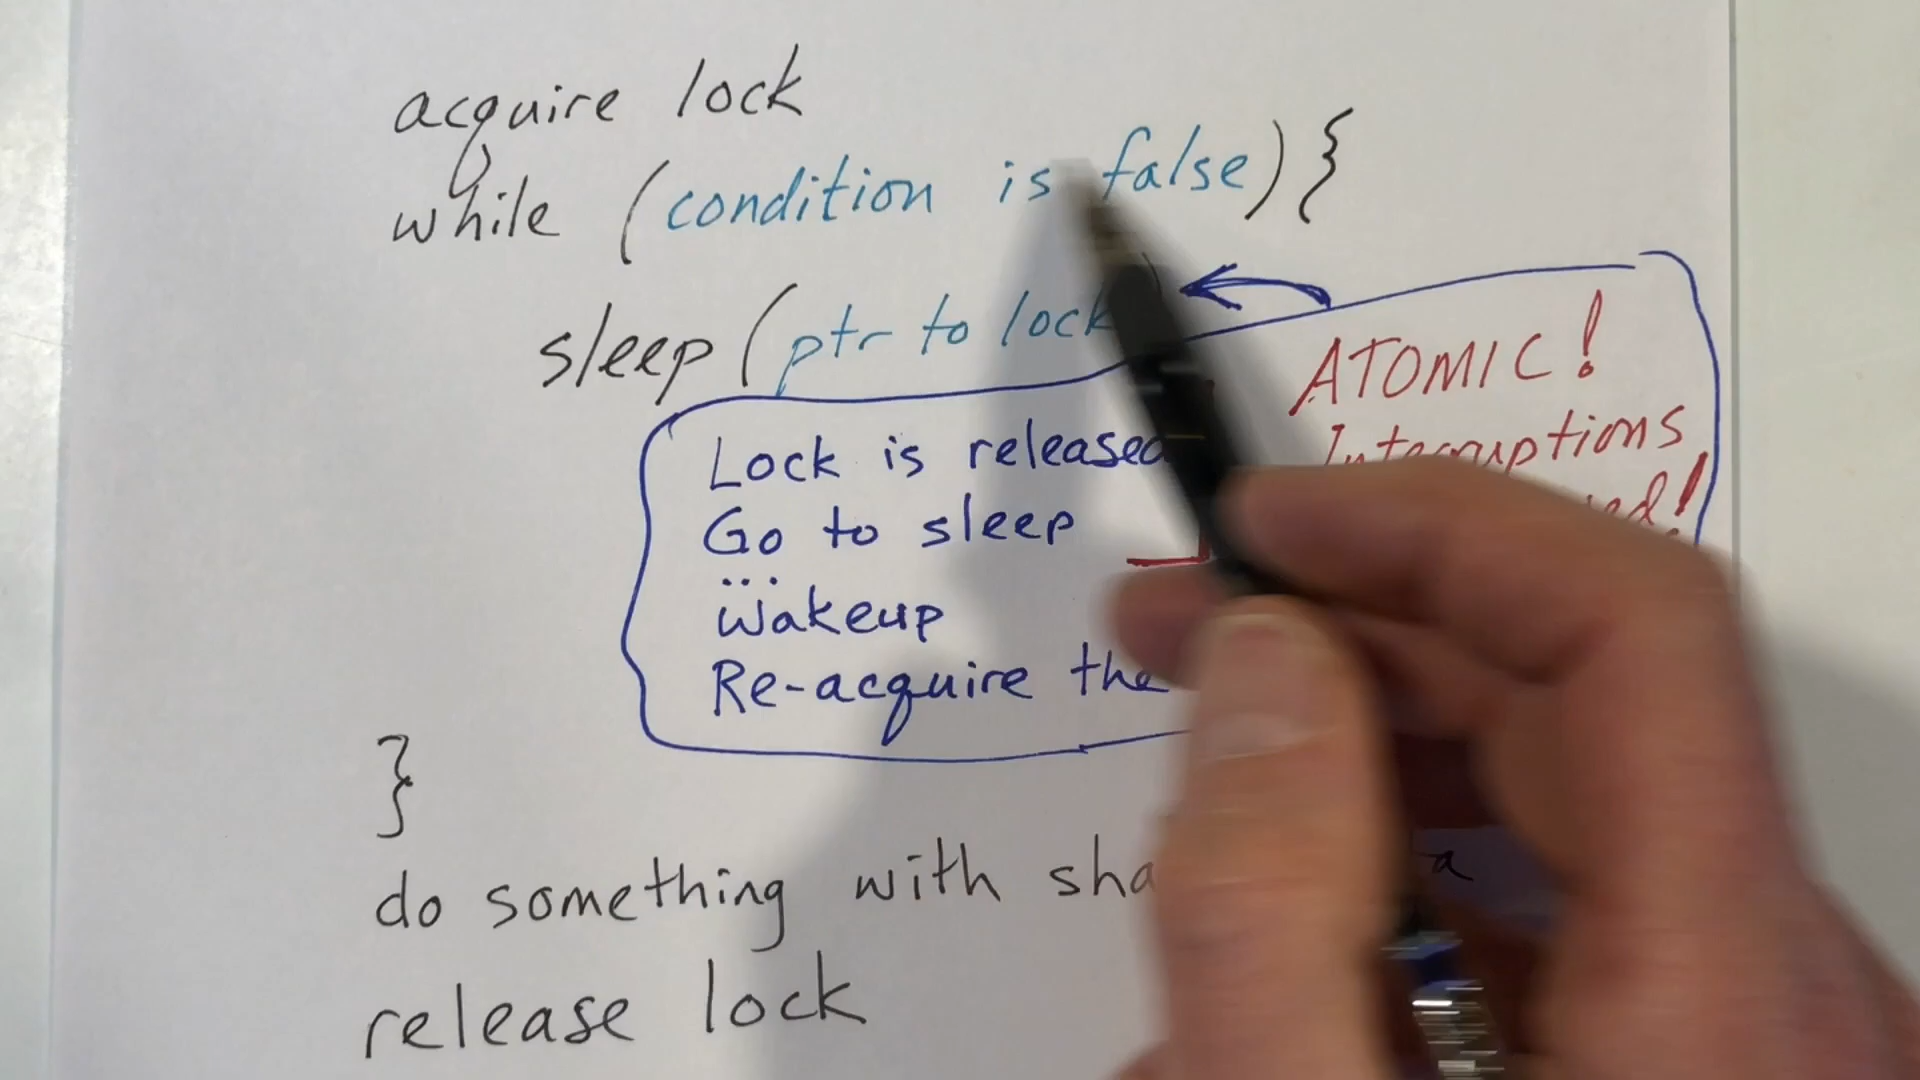 acquire lock
while (condition is false) {
sleep (ptr to lock)
ATOMIC!
Lock is released
Interruptions
Go to sleep
...
Wakeup
Re-acquire the
}
do something with
release lock